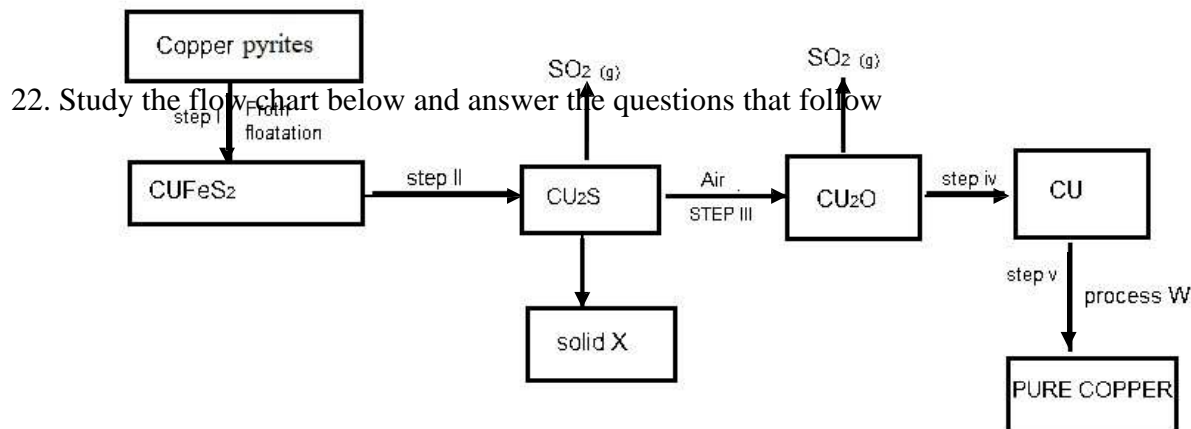 Copper pyrites
SO2 (g)
SO2 (g)
22. Study the flow chart below and answer the questions that follow
step I
Froth
floatation
CUFeS2
step II
CU2S
Air
STEP III
CU2O
step iv
CU
step v
process W
solid X
PURE COPPER